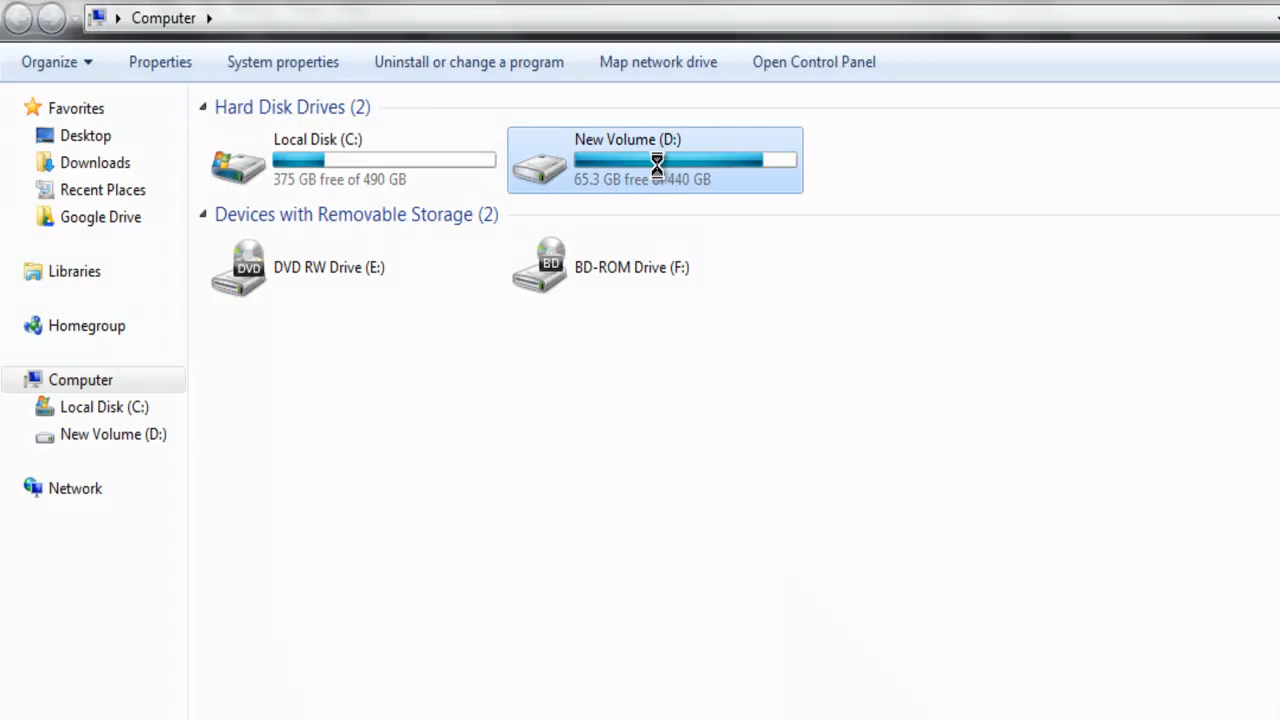 Computer
Organize Properties System properties Uninstall or change a program Map network drive Open Control Panel
Favorites
Desktop
Downloads
Recent Places
Google Drive
Libraries
Homegroup
Computer
Local Disk (C:)
New Volume (D:)
Network
Hard Disk Drives (2)
Local Disk (C:)
375 GB free of 490 GB
New Volume (D:)
65.3 GB free of 440 GB
Devices with Removable Storage (2)
DVD
DVD RW Drive (E:)
BD
BD-ROM Drive (F:)